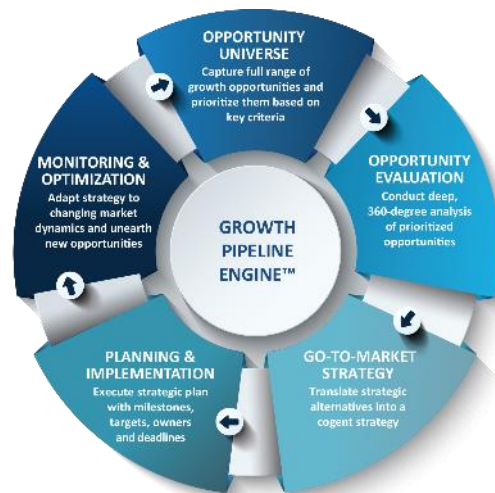 OPPORTUNITY
UNIVERSE
Capture full range of
growth opportunities and
prioritize them based on
key criteria
OPPORTUNITY
EVALUATION
Conduct deep,
360-degree analysis
of prioritized
opportunities
GO-TO-MARKET
STRATEGY
Translate strategic
alternatives into a
cogent strategy
PLANNING &
IMPLEMENTATION
Execute strategic plan
with milestones,
targets, owners
and deadlines
MONITORING &
OPTIMIZATION
Adapt strategy to
changing market
dynamics and unearth
new opportunities
GROWTH
PIPELINE
ENGINE™